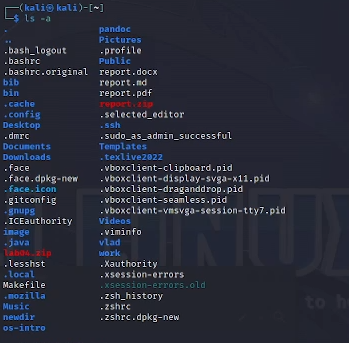 ┌──(kali㉿kali)-[~]
└─$ ls -a
. pandoc
.. Pictures
.bash_logout .profile
.bashrc Public
.bashrc.original report.docx
bib report.md
bin report.pdf
.cache report.zip
.config .selected_editor
Desktop .ssh
.dmrc .sudo_as_admin_successful
Documents Templates
Downloads .texlive2022
.face .vboxclient-clipboard.pid
.face.dpkg-new .vboxclient-display-svga-x11.pid
.face.icon .vboxclient-draganddrop.pid
.gitconfig .vboxclient-seamless.pid
.gnupg .vboxclient-vmsvga-session-tty7.pid
.ICEauthority Videos
image .viminfo
.java vlad
lab04.zip work
.lesshst .Xauthority
.local .xsession-errors
Makefile .xsession-errors.old
.mozilla .zsh_history
Music .zshrc
newdir .zshrc.dpkg-new
os-intro
to h